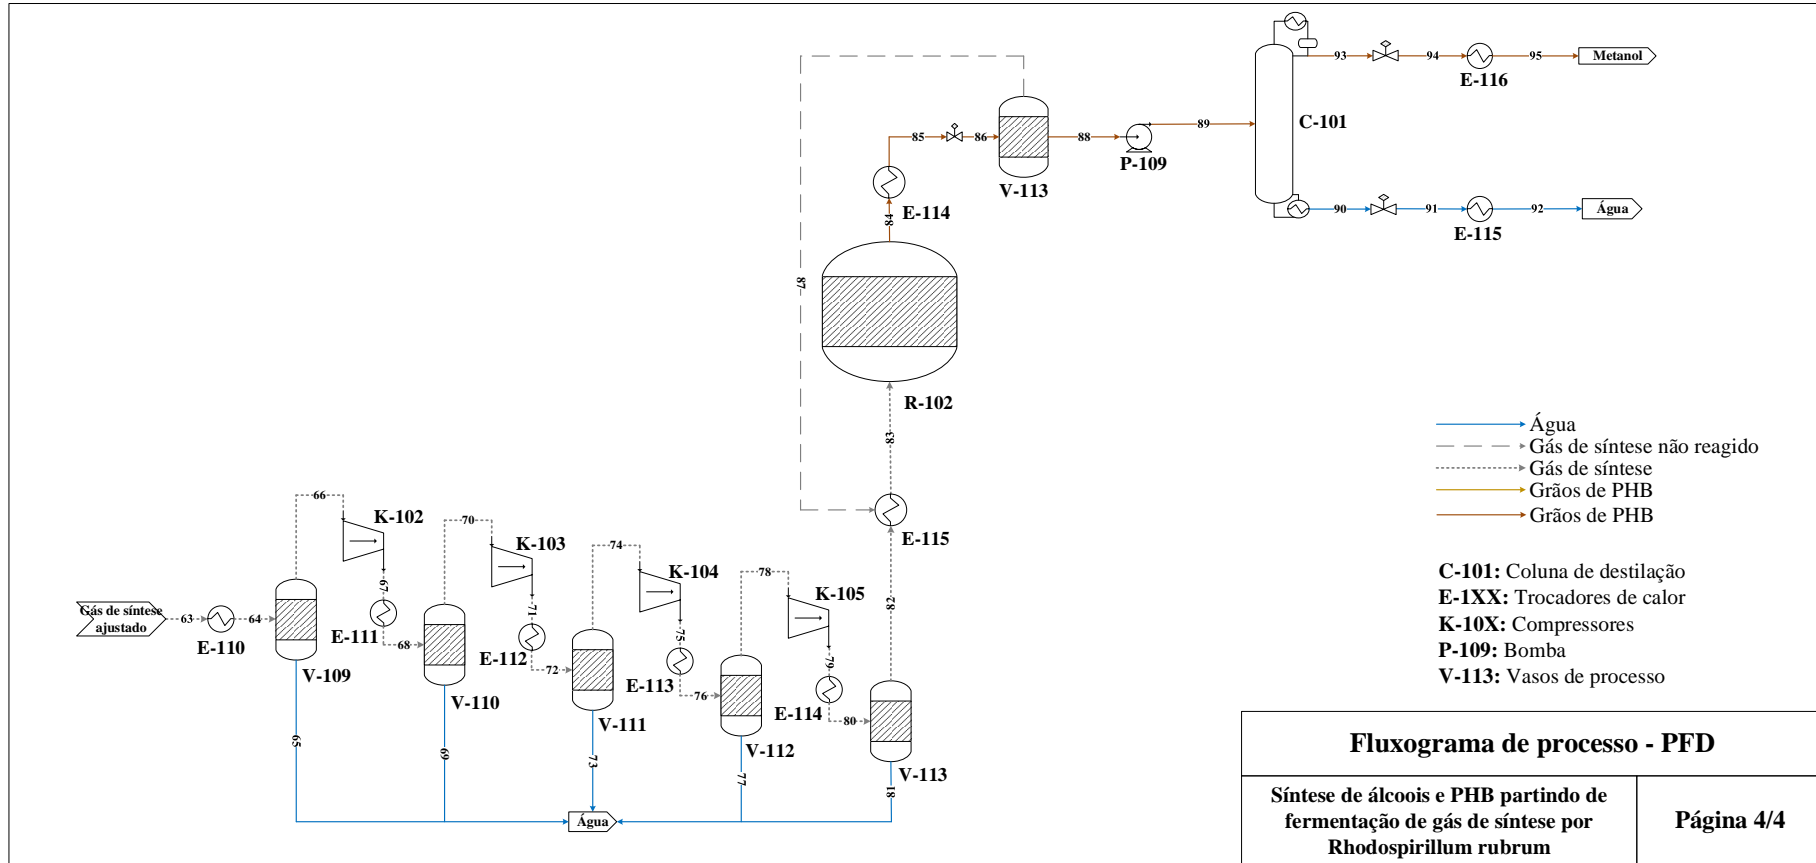 93
94
95
Metanol
E-116
C-101
85
86
88
89
P-109
V-113
E-114
84
90
91
92
Água
E-115
87
R-102
83
Água
Gás de síntese não reagido
Gás de síntese
Grãos de PHB
Grãos de PHB
66
K-102
70
K-103
74
K-104
78
K-105
E-115
82
C-101: Coluna de destilação
E-1XX: Trocadores de calor
K-10X: Compressores
P-109: Bomba
V-113: Vasos de processo
Gás de síntese
ajustado
63
64
E-110
67
E-111
68
71
E-112
72
75
E-113
76
79
E-114
80
V-109
V-110
V-111
V-112
V-113
65
69
73
77
81
Água
Fluxograma de processo - PFD
Síntese de álcoois e PHB partindo de
fermentação de gás de síntese por
Rhodospirillum rubrum
Página 4/4